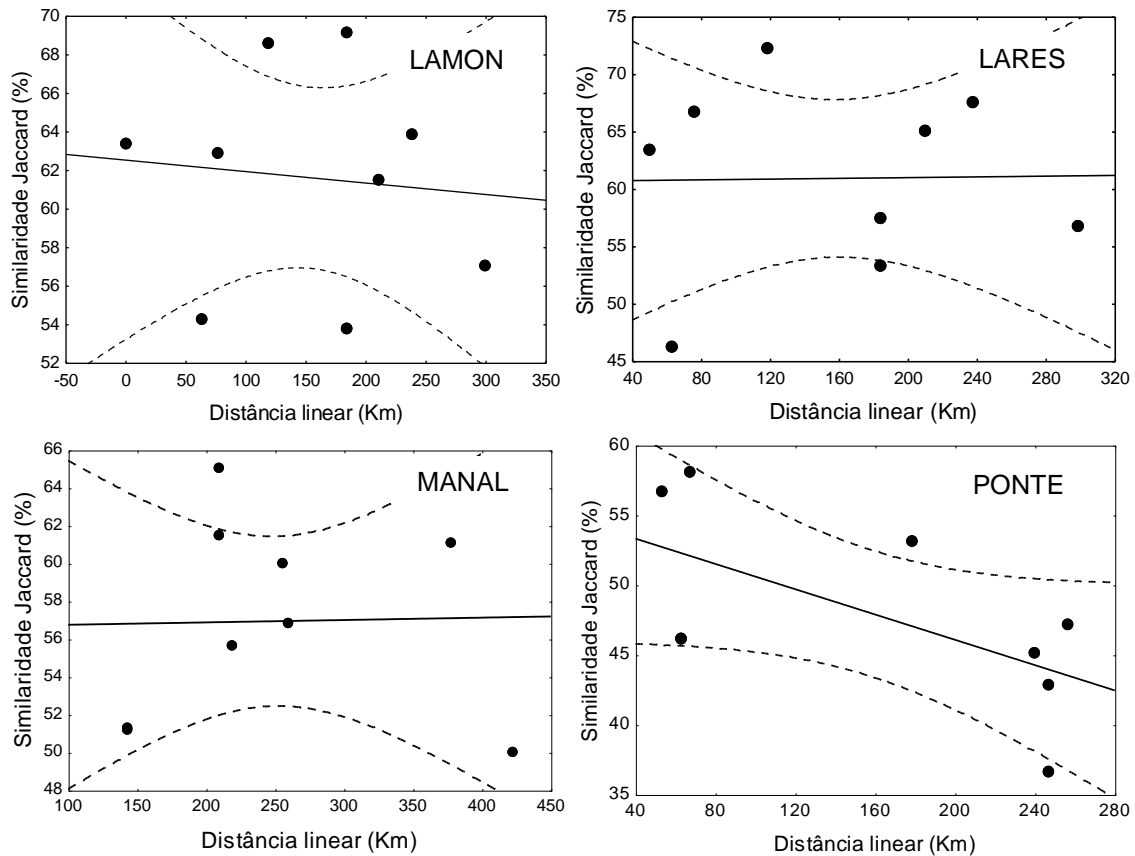 LAMON
Similaridade Jaccard (%)
70
68
66
64
62
60
58
56
54
52
-50 0 50 100 150 200 250 300 350
Distância linear (Km)
LARES
Similaridade Jaccard (%)
75
70
65
60
55
50
45
40 80 120 160 200 240 280 320
Distância linear (Km)
MANAL
Similaridade Jaccard (%)
66
64
62
60
58
56
54
52
50
48
100 150 200 250 300 350 400 450
Distância linear (Km)
PONTE
Similaridade Jaccard (%)
60
55
50
45
40
35
40 80 120 160 200 240 280
Distância linear (Km)